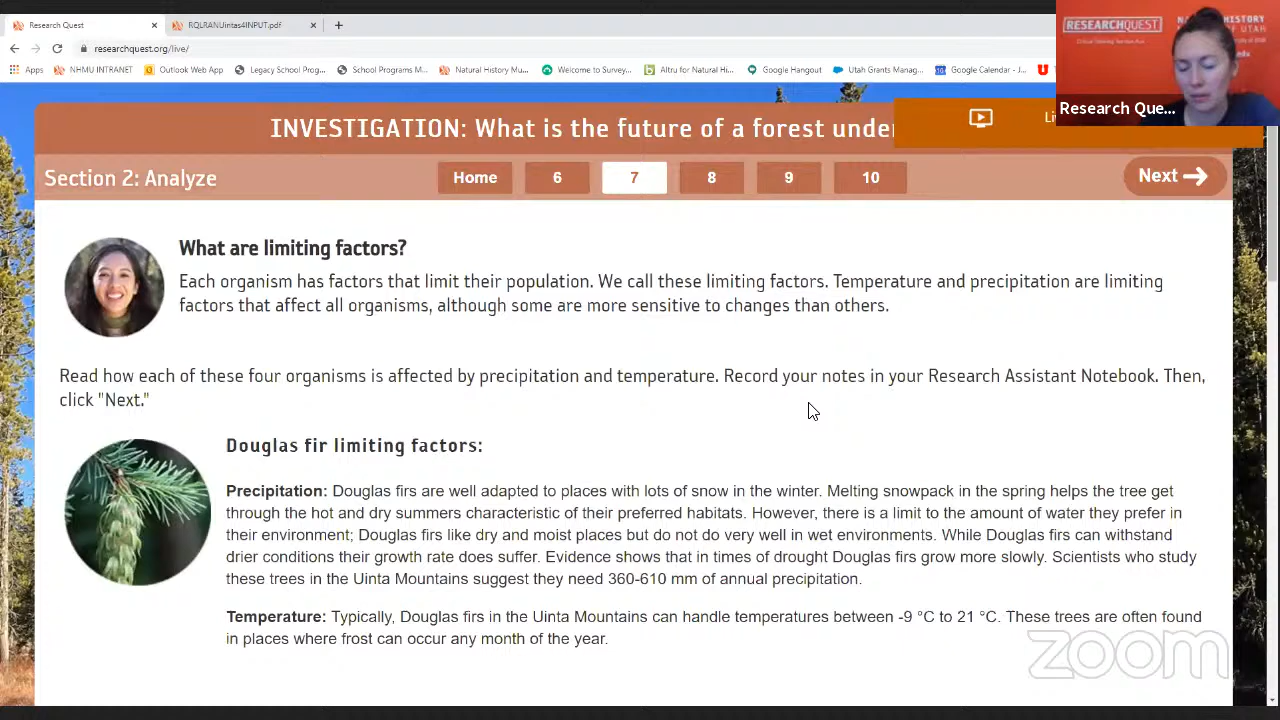 Research Quest
RQLRANUintas4INPUT.pdf
researchquest.org/live/
Apps
NHMU INTRANET
Outlook Web App
Legacy School Prog...
School Programs M...
Natural History Mu...
Welcome to Survey...
Altru for Natural Hi...
Google Hangout
Utah Grants Manag...
Google Calendar - J...
RESEARCHQUEST
Research Que...
INVESTIGATION: What is the future of a forest under
Section 2: Analyze
Home
6
7
8
9
10
Next
What are limiting factors?
Each organism has factors that limit their population. We call these limiting factors. Temperature and precipitation are limiting
factors that affect all organisms, although some are more sensitive to changes than others.
Read how each of these four organisms is affected by precipitation and temperature. Record your notes in your Research Assistant Notebook. Then,
click "Next."
Douglas fir limiting factors:
Precipitation: Douglas firs are well adapted to places with lots of snow in the winter. Melting snowpack in the spring helps the tree get
through the hot and dry summers characteristic of their preferred habitats. However, there is a limit to the amount of water they prefer in
their environment; Douglas firs like dry and moist places but do not do very well in wet environments. While Douglas firs can withstand
drier conditions their growth rate does suffer. Evidence shows that in times of drought Douglas firs grow more slowly. Scientists who study
these trees in the Uinta Mountains suggest they need 360-610 mm of annual precipitation.
Temperature: Typically, Douglas firs in the Uinta Mountains can handle temperatures between -9 °C to 21 °C. These trees are often found
in places where frost can occur any month of the year.
zoom